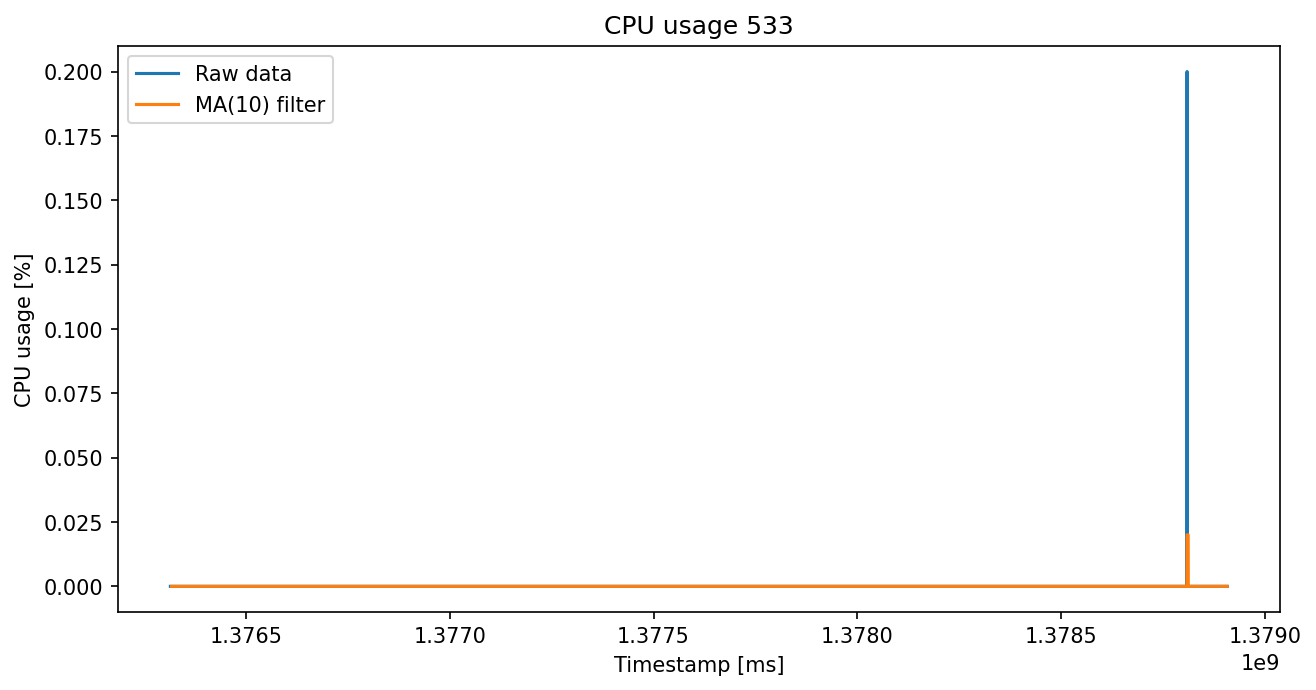 CPU usage 533
Raw data
MA(10) filter
0.200
0.175
0.150
0.125
0.100
0.075
0.050
0.025
0.000
CPU usage [%]
1.3765 1.3770 1.3775 1.3780 1.3785 1.3790
1e9
Timestamp [ms]